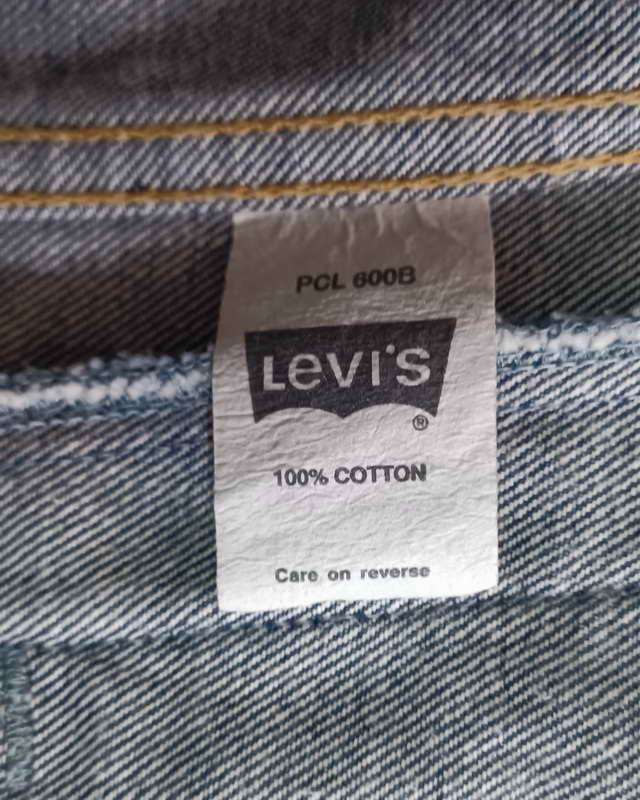 PCL 600B
LEVI'S
®
100% COTTON
Care on reverse